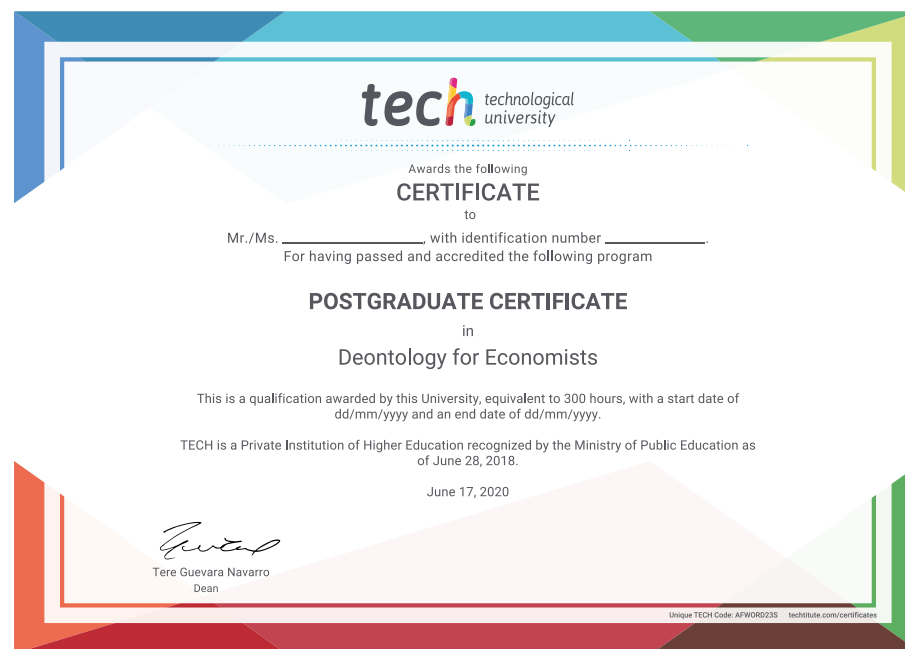 tech technological
university
Awards the following
CERTIFICATE
to
Mr./Ms. ____________________, with identification number ______________.
For having passed and accredited the following program
POSTGRADUATE CERTIFICATE
in
Deontology for Economists
This is a qualification awarded by this University, equivalent to 300 hours, with a start date of
dd/mm/yyyy and an end date of dd/mm/yyyy.
TECH is a Private Institution of Higher Education recognized by the Ministry of Public Education as
of June 28, 2018.
June 17, 2020
Tere Guevara Navarro
Dean
Unique TECH Code: AFWORD23S techtitute.com/certificates